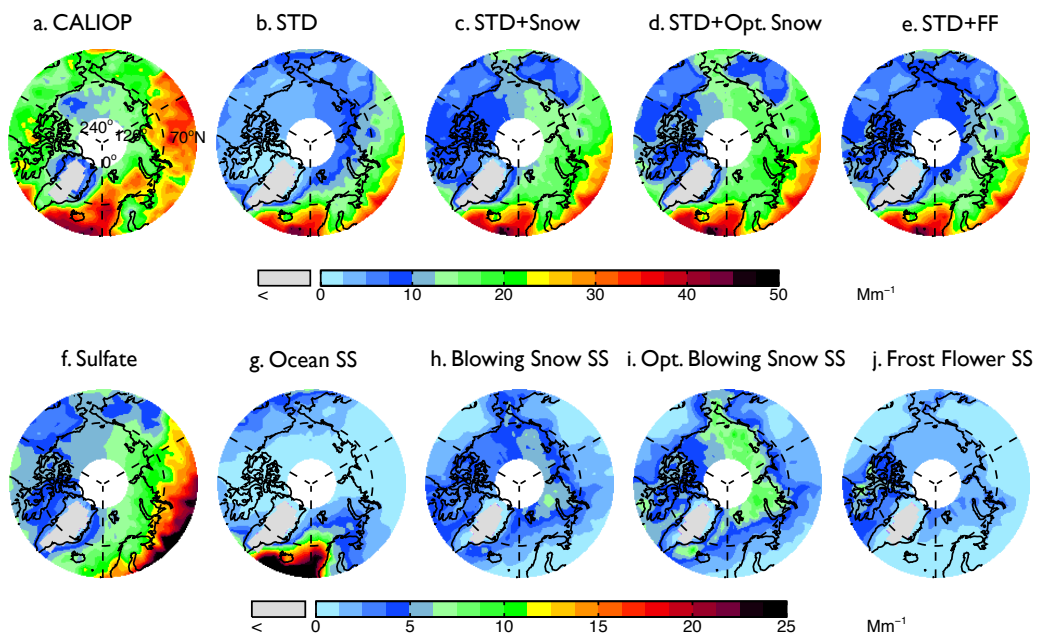 a. CALIOP b. STD c. STD+Snow d. STD+Opt. Snow e. STD+FF
240° 120° 70°N
0°
< 0 10 20 30 40 50 Mm⁻¹
f. Sulfate g. Ocean SS h. Blowing Snow SS i. Opt. Blowing Snow SS j. Frost Flower SS
< 0 5 10 15 20 25 Mm⁻¹